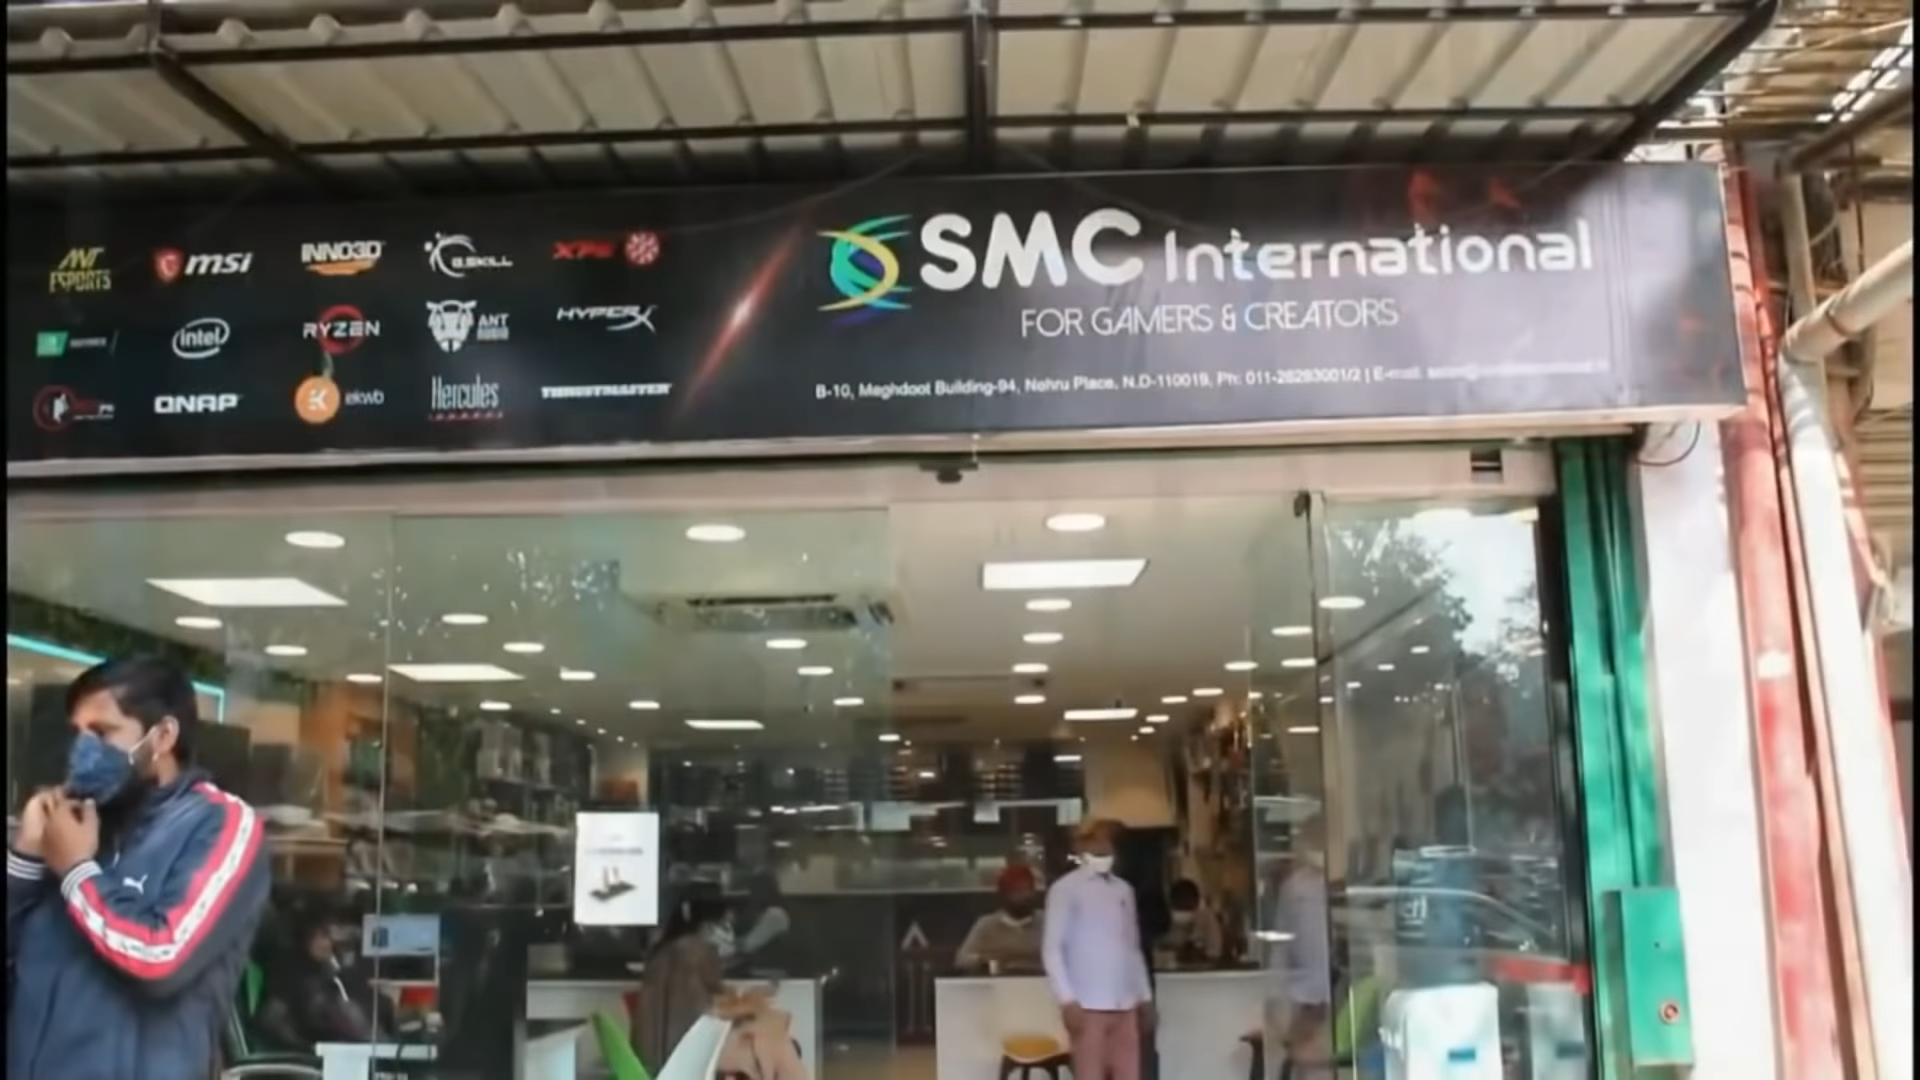 ANT ESPORTS
msi
INNO3D
G.SKILL
XPG
intel
RYZEN
ANT AUDIO
HYPERX
QNAP
ekwb
Hercules
THRUSTMASTER
SMC International
FOR GAMERS & CREATORS
B-10, Meghdoot Building-94, Nehru Place, N.D-110019, Ph: 011-26293001/2 | E-mail: